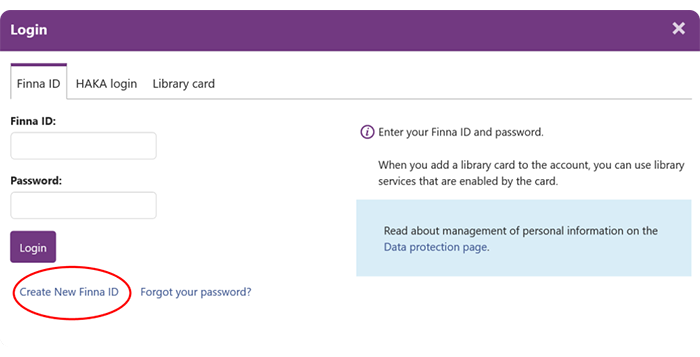 Login
Finna ID HAKA login Library card
Finna ID:
Password:
Login
Create New Finna ID Forgot your password?
Enter your Finna ID and password.
When you add a library card to the account, you can use library
services that are enabled by the card.
Read about management of personal information on the
Data protection page.